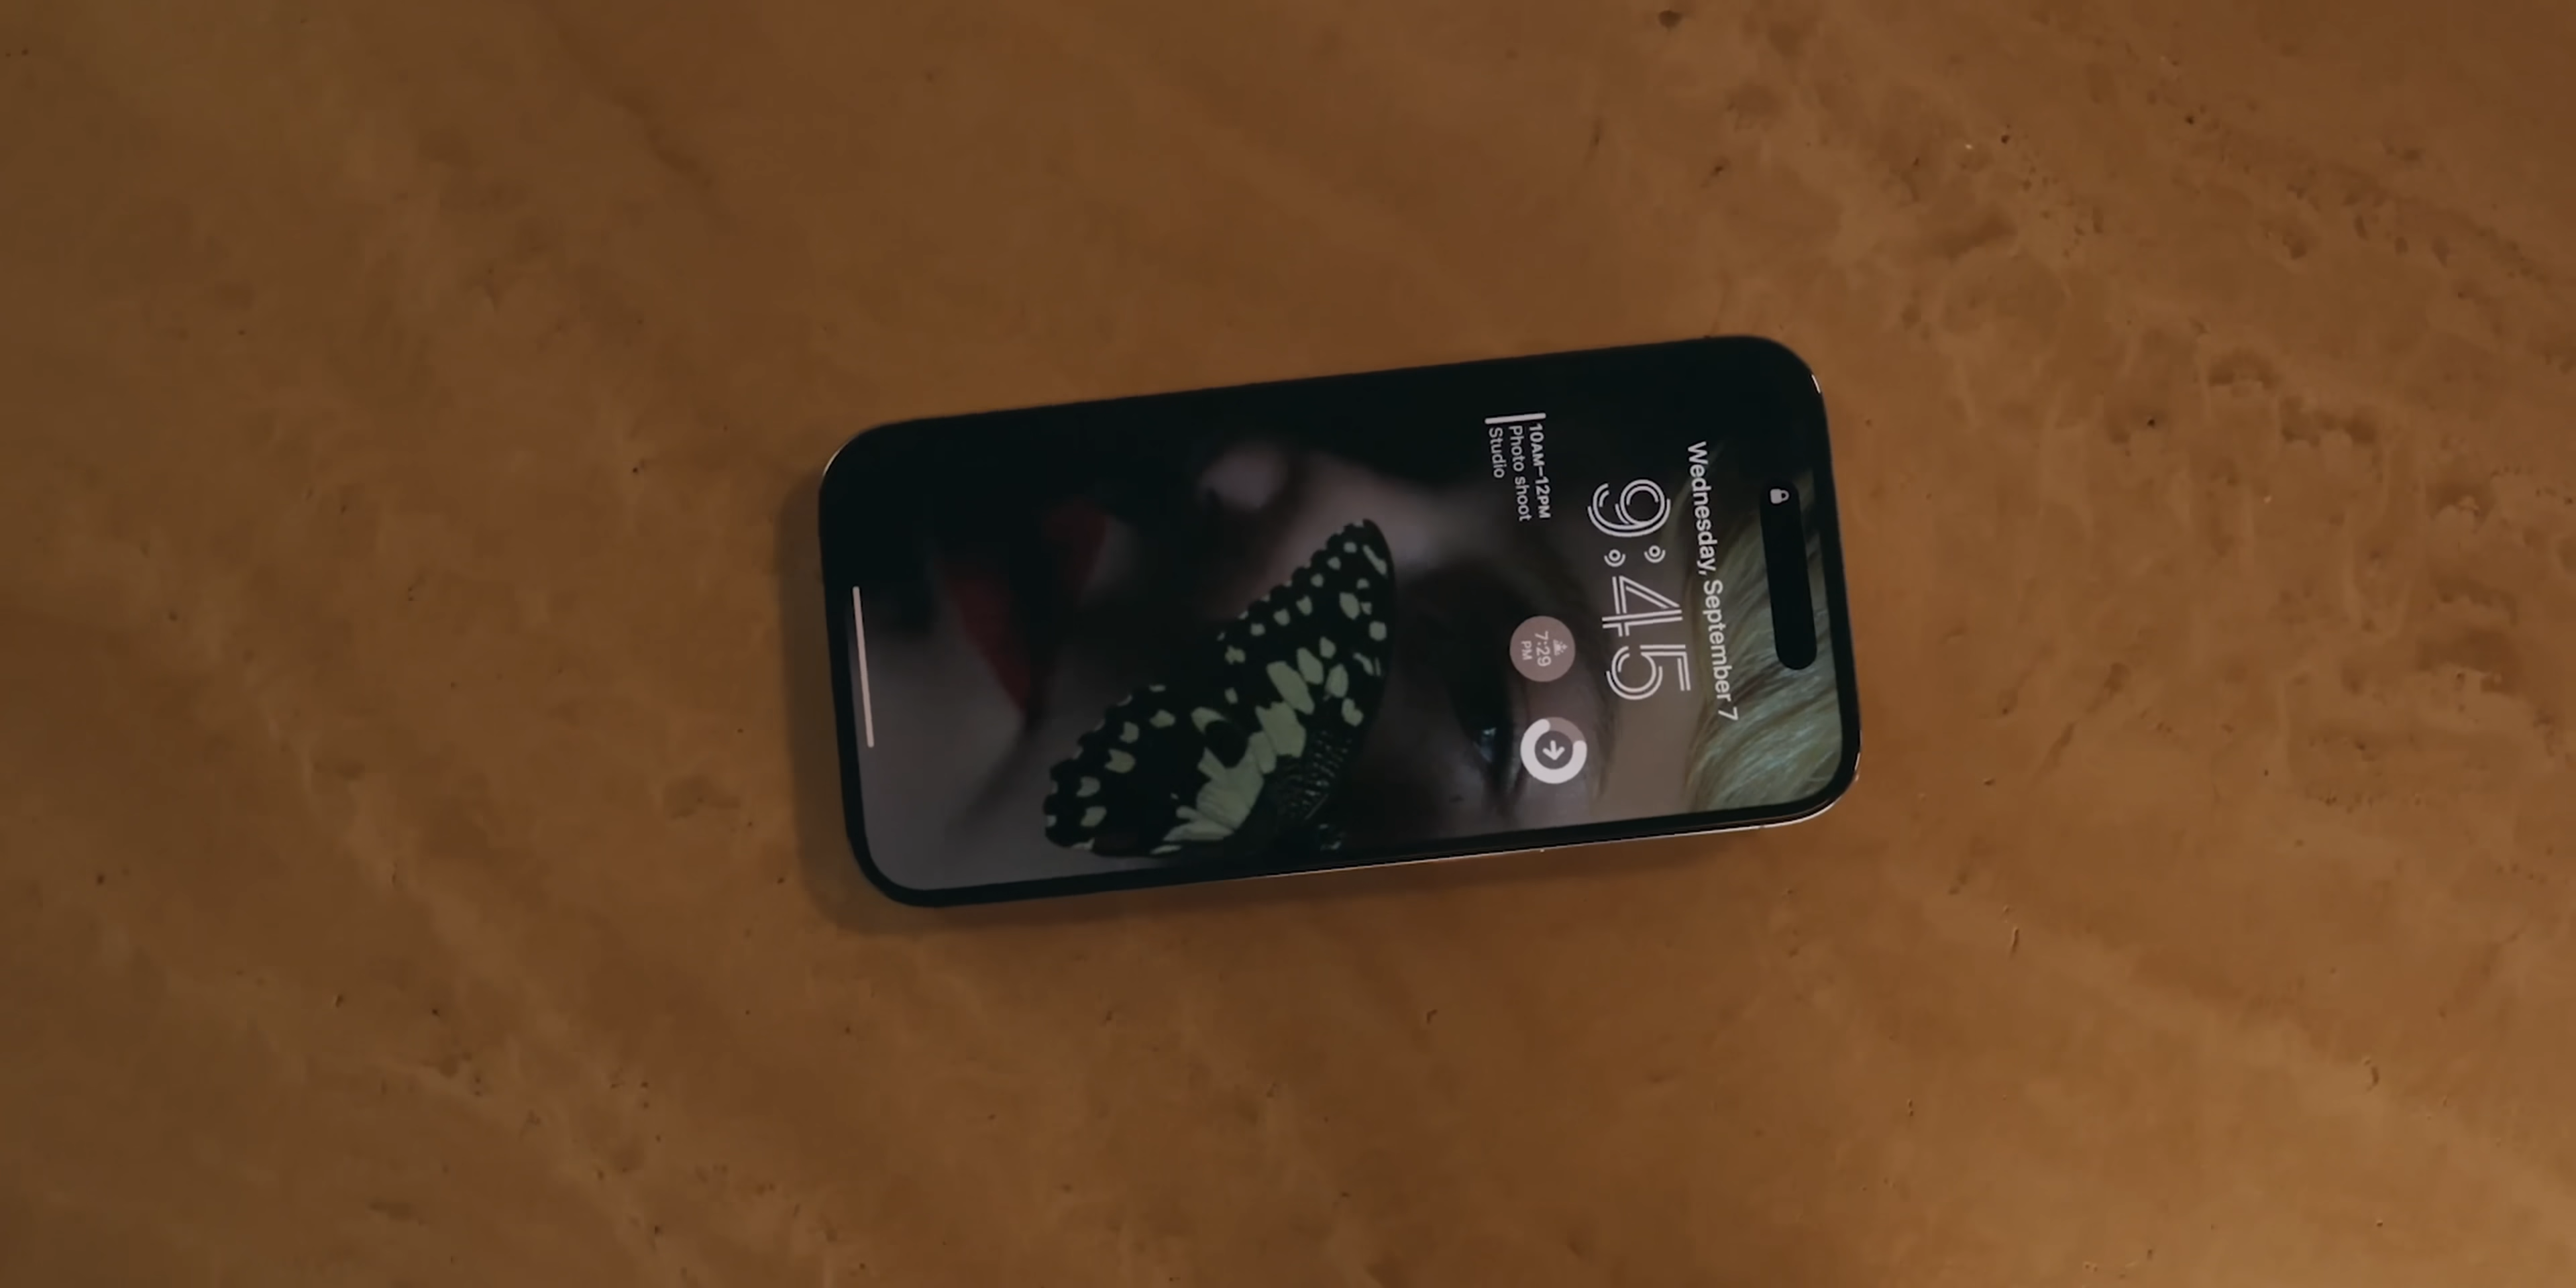 Wednesday, September 7
9:45
10AM–12PM
Photo shoot
Studio
7:29
PM